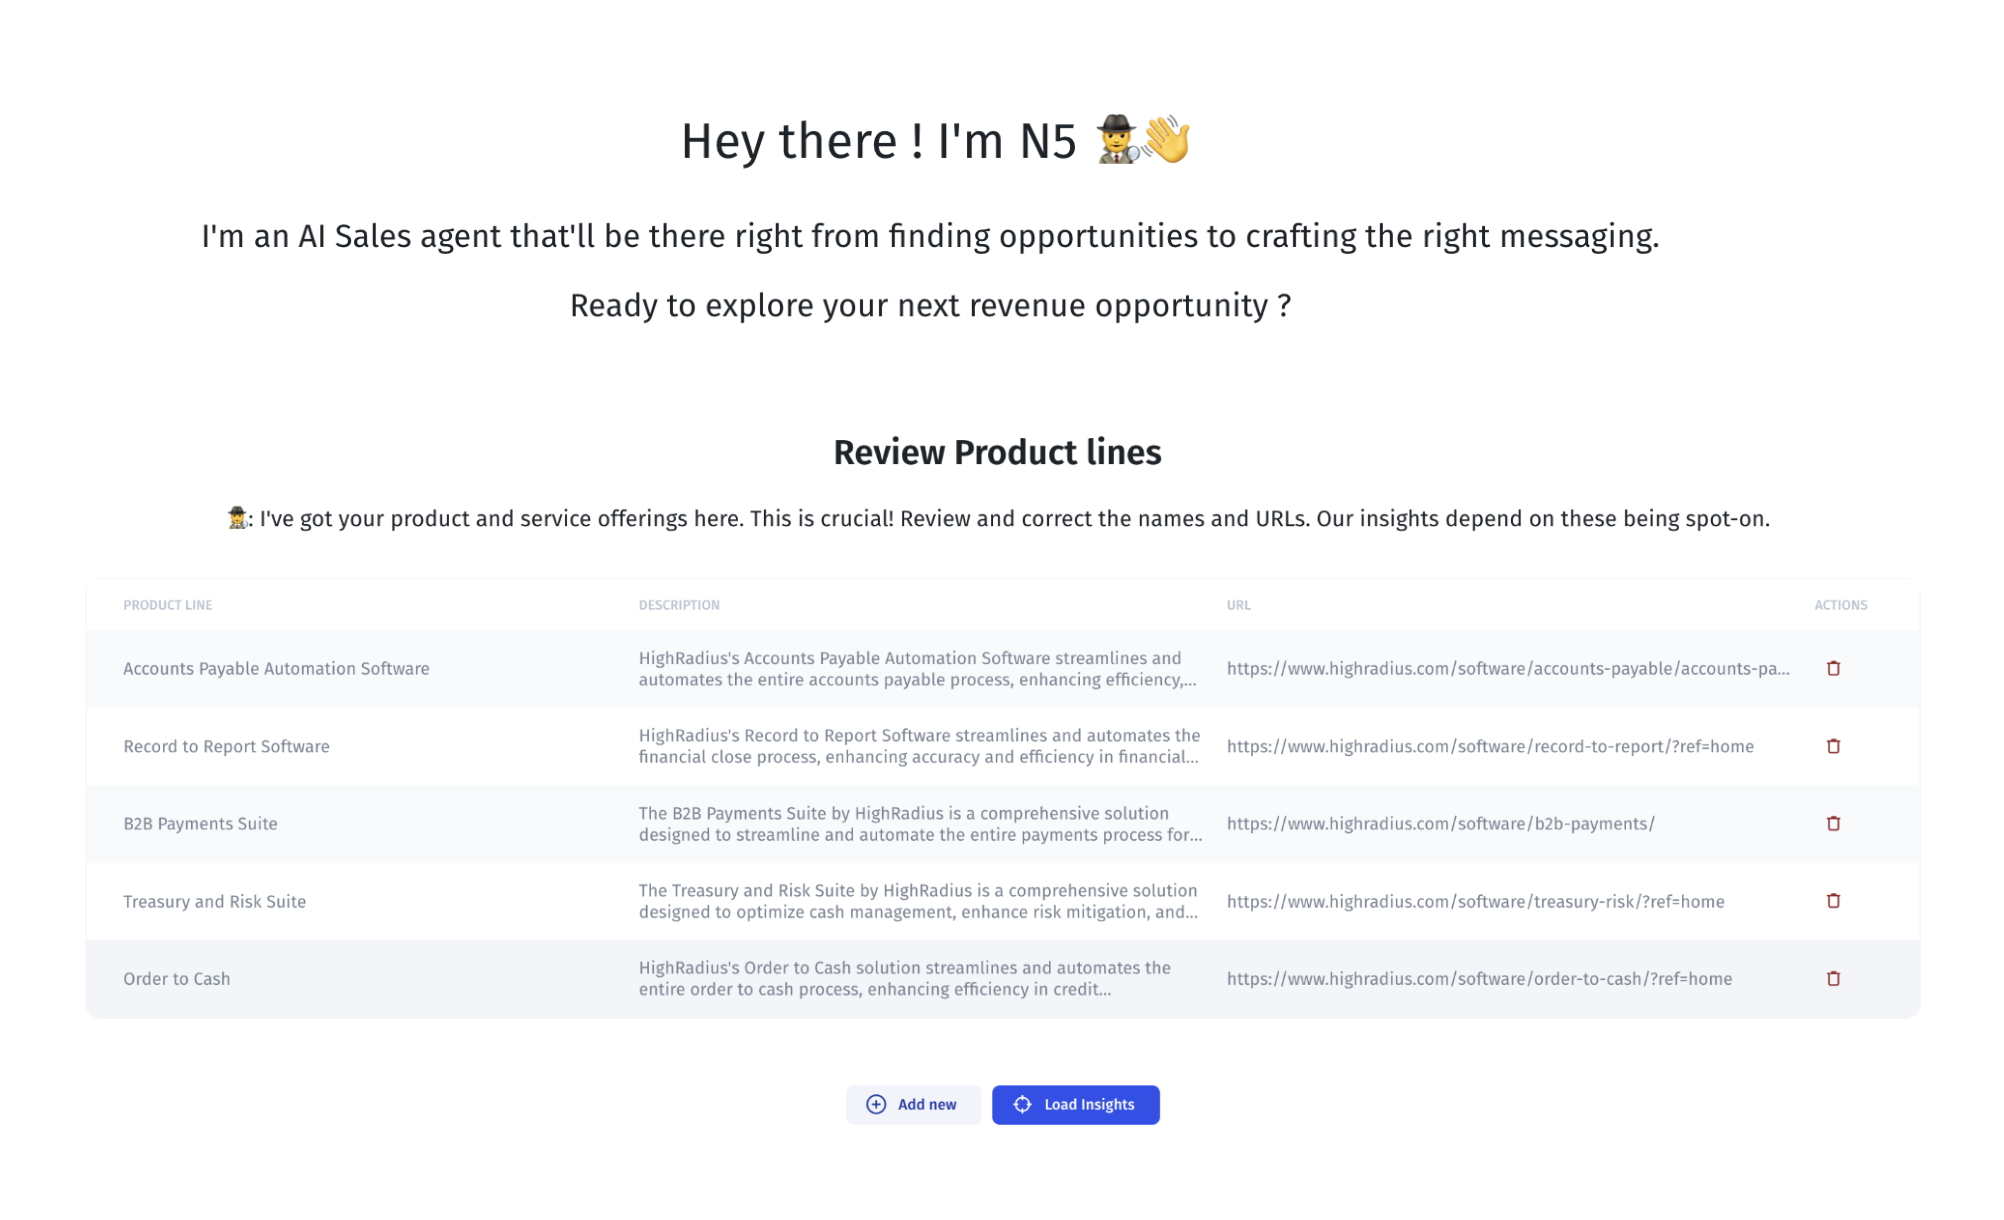 Hey there ! I'm N5 🕵️👋
I'm an AI Sales agent that'll be there right from finding opportunities to crafting the right messaging.
Ready to explore your next revenue opportunity ?
Review Product lines
🕵️: I've got your product and service offerings here. This is crucial! Review and correct the names and URLs. Our insights depend on these being spot-on.
PRODUCT LINE DESCRIPTION URL ACTIONS
Accounts Payable Automation Software
HighRadius's Accounts Payable Automation Software streamlines and
automates the entire accounts payable process, enhancing efficiency,...
https://www.highradius.com/software/accounts-payable/accounts-pa...
Record to Report Software
HighRadius's Record to Report Software streamlines and automates the
financial close process, enhancing accuracy and efficiency in financial...
https://www.highradius.com/software/record-to-report/?ref=home
B2B Payments Suite
The B2B Payments Suite by HighRadius is a comprehensive solution
designed to streamline and automate the entire payments process for...
https://www.highradius.com/software/b2b-payments/
Treasury and Risk Suite
The Treasury and Risk Suite by HighRadius is a comprehensive solution
designed to optimize cash management, enhance risk mitigation, and...
https://www.highradius.com/software/treasury-risk/?ref=home
Order to Cash
HighRadius's Order to Cash solution streamlines and automates the
entire order to cash process, enhancing efficiency in credit...
https://www.highradius.com/software/order-to-cash/?ref=home
Add new
Load Insights